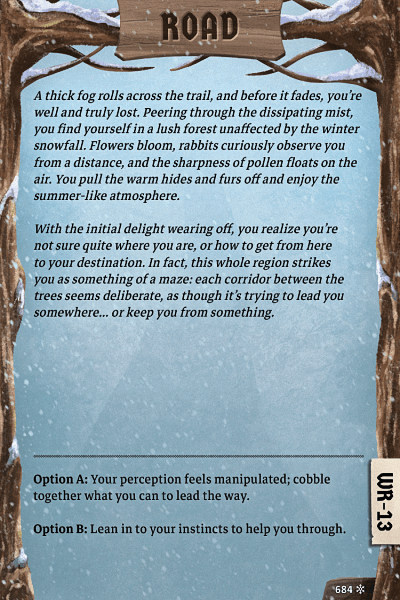 ROAD
A thick fog rolls across the trail, and before it fades, you're
well and truly lost. Peering through the dissipating mist,
you find yourself in a lush forest unaffected by the winter
snowfall. Flowers bloom, rabbits curiously observe you
from a distance, and the sharpness of pollen floats on the
air. You pull the warm hides and furs off and enjoy the
summer-like atmosphere.
With the initial delight wearing off, you realize you're
not sure quite where you are, or how to get from here
to your destination. In fact, this whole region strikes
you as something of a maze: each corridor between the
trees seems deliberate, as though it's trying to lead you
somewhere... or keep you from something.
Option A: Your perception feels manipulated; cobble
together what you can to lead the way.
Option B: Lean in to your instincts to help you through.
WR-13
684